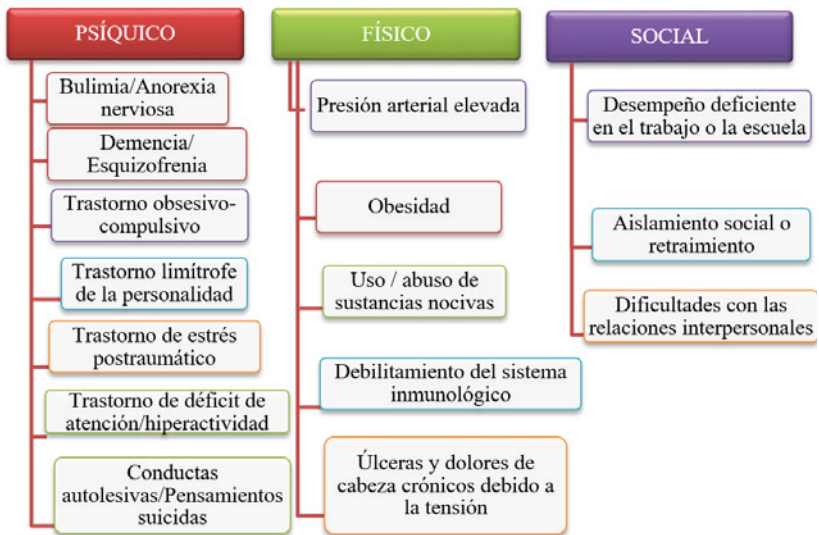 PSÍQUICO
Bulimia/Anorexia
nerviosa
Demencia/
Esquizofrenia
Trastorno obsesivo-
compulsivo
Trastorno limítrofe
de la personalidad
Trastorno de estrés
postraumático
Trastorno de déficit de
atención/hiperactividad
Conductas
autolesivas/Pensamientos
suicidas
FÍSICO
Presión arterial elevada
Obesidad
Uso / abuso de
sustancias nocivas
Debilitamiento del sistema
inmunológico
Úlceras y dolores de
cabeza crónicos debido a
la tensión
SOCIAL
Desempeño deficiente
en el trabajo o la escuela
Aislamiento social o
retraimiento
Dificultades con las
relaciones interpersonales